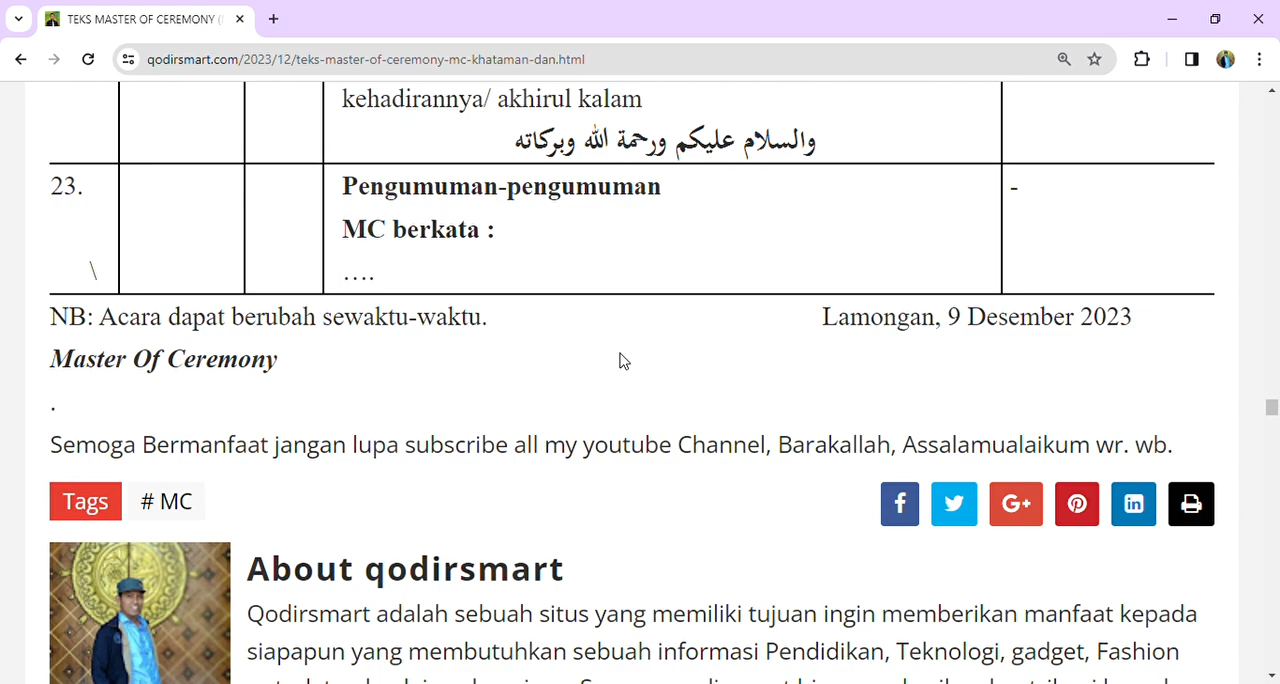 TEKS MASTER OF CEREMONY (
qodirsmart.com/2023/12/teks-master-of-ceremony-mc-khataman-dan.html
kehadirannya/ akhirul kalam
والسلام عليكم ورحمة الله وبركاته
23.
Pengumuman-pengumuman
-
MC berkata :
\
….
NB: Acara dapat berubah sewaktu-waktu.
Lamongan, 9 Desember 2023
Master Of Ceremony
.
Semoga Bermanfaat jangan lupa subscribe all my youtube Channel, Barakallah, Assalamualaikum wr. wb.
Tags
# MC
About qodirsmart
Qodirsmart adalah sebuah situs yang memiliki tujuan ingin memberikan manfaat kepada
siapapun yang membutuhkan sebuah informasi Pendidikan, Teknologi, gadget, Fashion